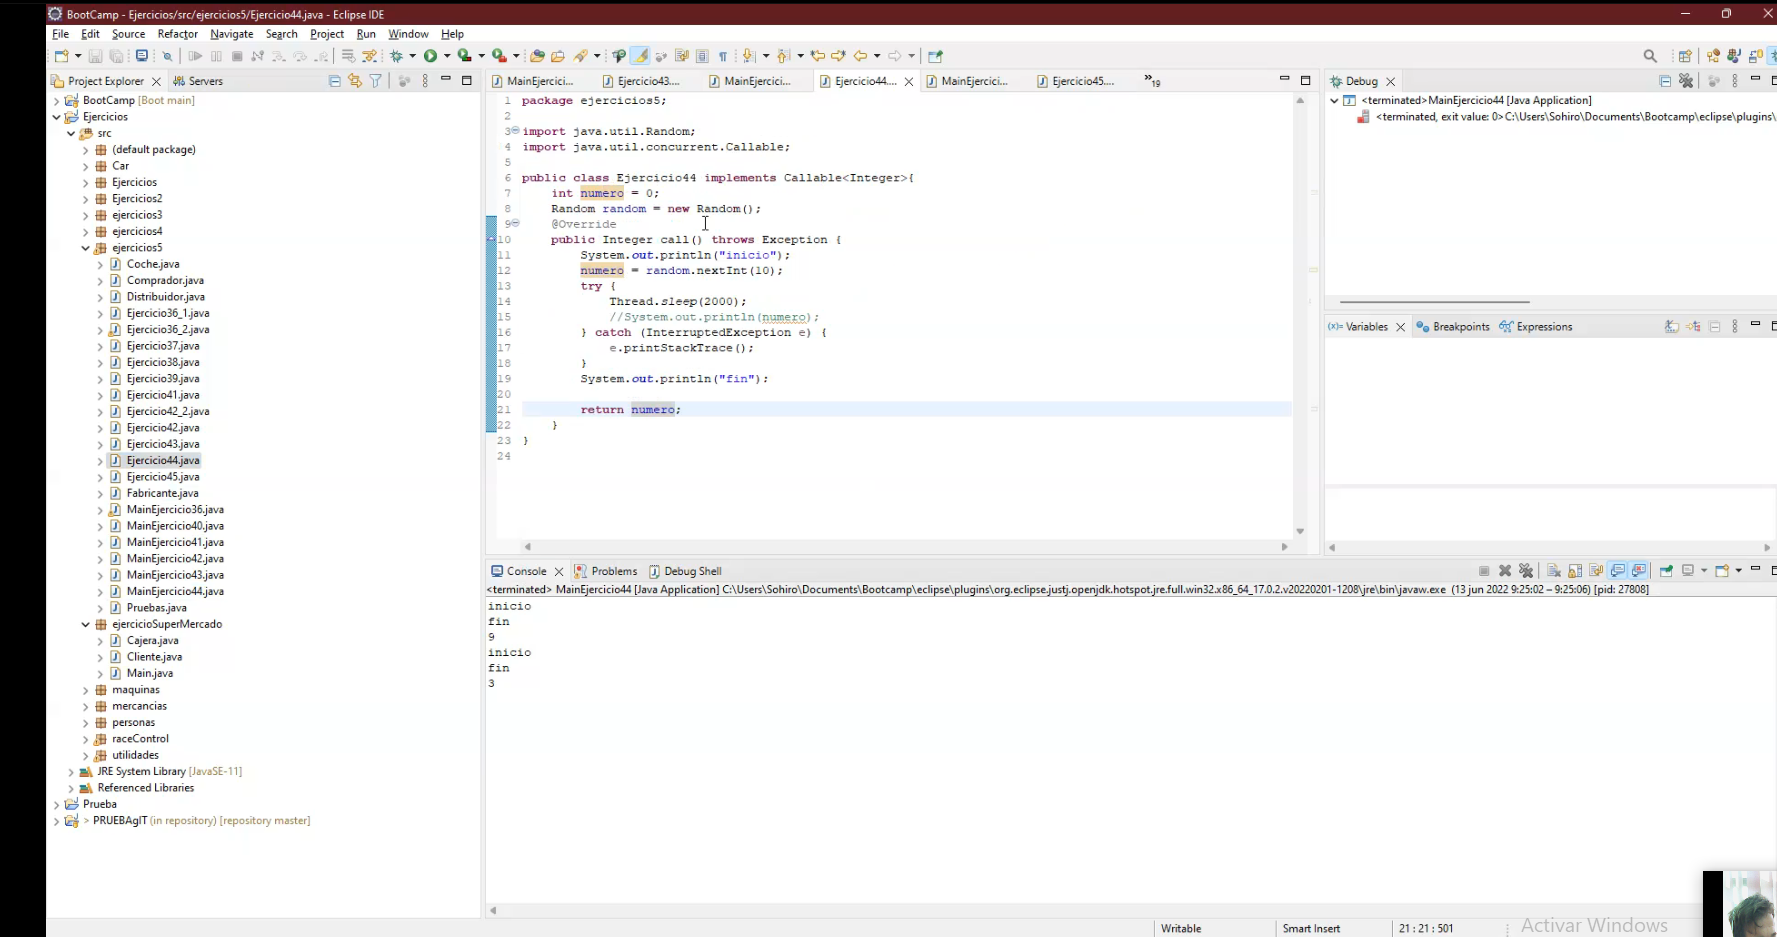 BootCamp - Ejercicios/src/ejercicios5/Ejercicio44.java - Eclipse IDE
File Edit Source Refactor Navigate Search Project Run Window Help
Project Explorer Servers
BootCamp [Boot main]
Ejercicios
src
(default package)
Car
Ejercicios
Ejercicios2
ejercicios3
ejercicios4
ejercicios5
Coche.java
Comprador.java
Distribuidor.java
Ejercicio36_1.java
Ejercicio36_2.java
Ejercicio37.java
Ejercicio38.java
Ejercicio39.java
Ejercicio41.java
Ejercicio42_2.java
Ejercicio42.java
Ejercicio43.java
Ejercicio44.java
Ejercicio45.java
Fabricante.java
MainEjercicio36.java
MainEjercicio40.java
MainEjercicio41.java
MainEjercicio42.java
MainEjercicio43.java
MainEjercicio44.java
Pruebas.java
ejercicioSuperMercado
Cajera.java
Cliente.java
Main.java
maquinas
mercancias
personas
raceControl
utilidades
JRE System Library [JavaSE-11]
Referenced Libraries
Prueba
> PRUEBAgIT (in repository) [repository master]
MainEjercici... Ejercicio43.... MainEjercici... Ejercicio44.... MainEjercici... Ejercicio45.... »19
1 package ejercicios5;
2
3 import java.util.Random;
4 import java.util.concurrent.Callable;
5
6 public class Ejercicio44 implements Callable<Integer>{
7 int numero = 0;
8 Random random = new Random();
9 @Override
10 public Integer call() throws Exception {
11 System.out.println("inicio");
12 numero = random.nextInt(10);
13 try {
14 Thread.sleep(2000);
15 //System.out.println(numero);
16 } catch (InterruptedException e) {
17 e.printStackTrace();
18 }
19 System.out.println("fin");
20
21 return numero;
22 }
23 }
24
Debug
<terminated>MainEjercicio44 [Java Application]
<terminated, exit value: 0>C:\Users\Sohiro\Documents\Bootcamp\eclipse\plugins\
(x)= Variables Breakpoints Expressions
Console Problems Debug Shell
<terminated> MainEjercicio44 [Java Application] C:\Users\Sohiro\Documents\Bootcamp\eclipse\plugins\org.eclipse.justj.openjdk.hotspot.jre.full.win32.x86_64_17.0.2.v20220201-1208\jre\bin\javaw.exe (13 jun 2022 9:25:02 – 9:25:06) [pid: 27808]
inicio
fin
9
inicio
fin
3
Writable Smart Insert 21 : 21 : 501 Activar Windows